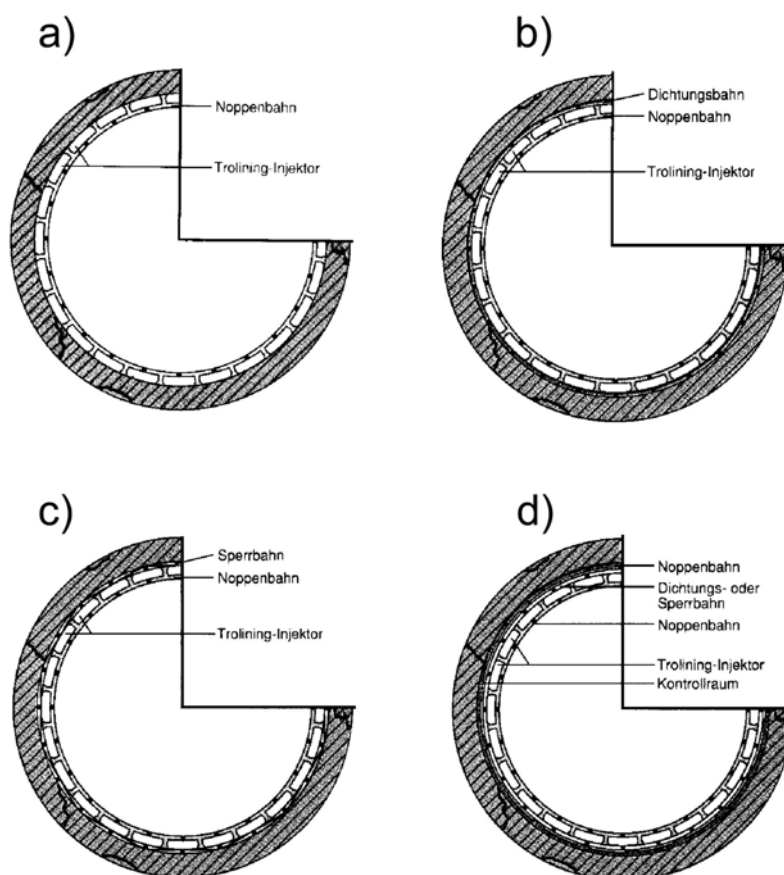 a)
Noppenbahn
Trolining-Injektor
b)
Dichtungsbahn
Noppenbahn
Trolining-Injektor
c)
Sperrbahn
Noppenbahn
Trolining-Injektor
d)
Noppenbahn
Dichtungs- oder
Sperrbahn
Noppenbahn
Trolining-Injektor
Kontrollraum